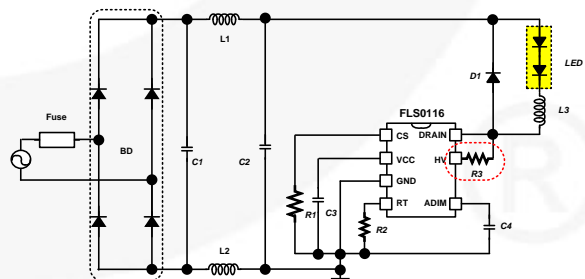 L1
LED
D1
L3
FLS0116
Fuse
CS
DRAIN
BD
C1
C2
VCC
HV
R3
GND
R1
C3
RT
ADIM
R2
C4
L2
R